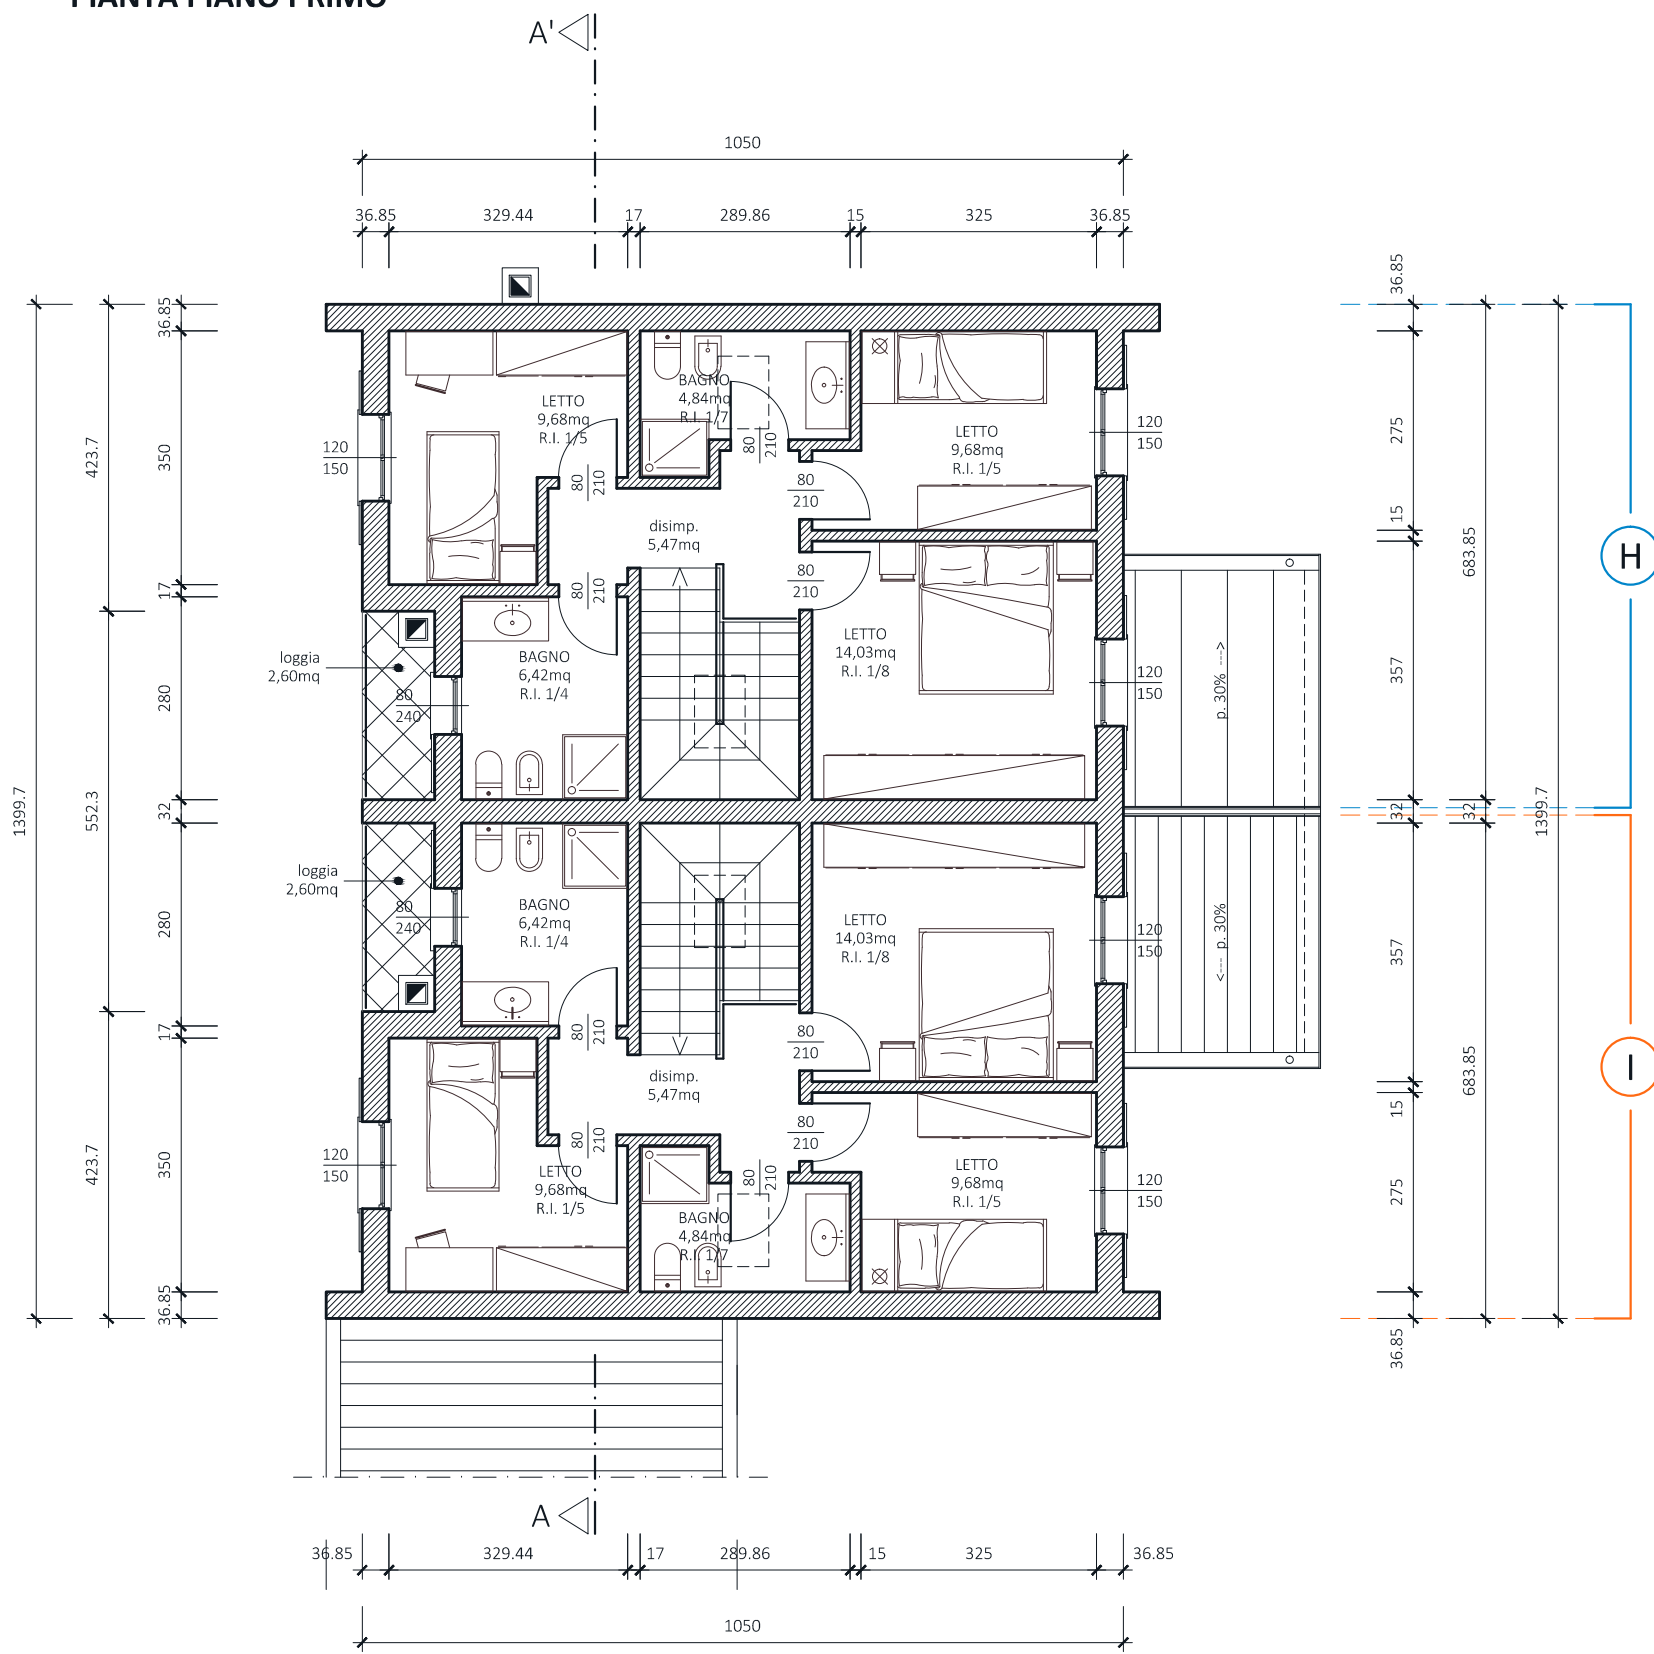 PIANTA PIANO PRIMO
A'
1050
36.85 329.44 17 289.86 15 325 36.85
36.85
423.7
350
17
1399.7
552.3
280
32
280
17
423.7
350
36.85
36.85
275
15
683.85
357
32
32
1399.7
357
683.85
15
275
36.85
H
I
LETTO
9,68mq
R.I. 1/5
BAGNO
4,84mq
R.I. 1/7
LETTO
9,68mq
R.I. 1/5
120
150
120
150
80
210
80
210
80
210
disimp.
5,47mq
80
210
80
210
loggia
2,60mq
80
240
BAGNO
6,42mq
R.I. 1/4
LETTO
14,03mq
R.I. 1/8
120
150
p. 30% --->
loggia
2,60mq
80
240
BAGNO
6,42mq
R.I. 1/4
LETTO
14,03mq
R.I. 1/8
120
150
<--- p. 30%
80
210
80
210
disimp.
5,47mq
80
210
80
210
80
210
120
150
LETTO
9,68mq
R.I. 1/5
BAGNO
4,84mq
R.I. 1/7
LETTO
9,68mq
R.I. 1/5
120
150
A
36.85 329.44 17 289.86 15 325 36.85
1050